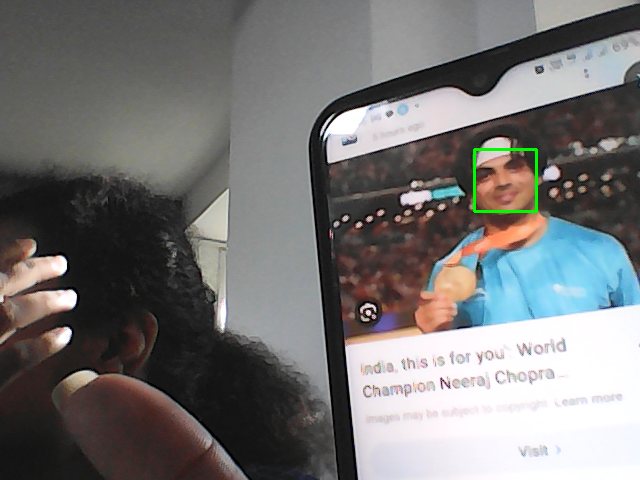 69%
5 hours ago
India, this is for you': World
Champion Neeraj Chopra...
Images may be subject to copyright. Learn more
Visit >